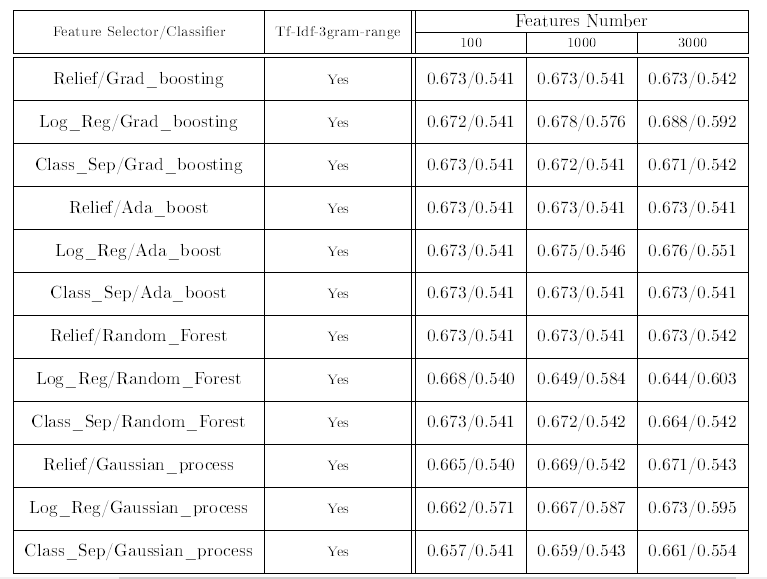 Feature Selector/Classifier Tf-Idf-3gram-range Features Number
100 1000 3000
Relief/Grad_boosting Yes 0.673/0.541 0.673/0.541 0.673/0.542
Log_Reg/Grad_boosting Yes 0.672/0.541 0.678/0.576 0.688/0.592
Class_Sep/Grad_boosting Yes 0.673/0.541 0.672/0.541 0.671/0.542
Relief/Ada_boost Yes 0.673/0.541 0.673/0.541 0.673/0.541
Log_Reg/Ada_boost Yes 0.673/0.541 0.675/0.546 0.676/0.551
Class_Sep/Ada_boost Yes 0.673/0.541 0.673/0.541 0.673/0.541
Relief/Random_Forest Yes 0.673/0.541 0.673/0.541 0.673/0.542
Log_Reg/Random_Forest Yes 0.668/0.540 0.649/0.584 0.644/0.603
Class_Sep/Random_Forest Yes 0.673/0.541 0.672/0.542 0.664/0.542
Relief/Gaussian_process Yes 0.665/0.540 0.669/0.542 0.671/0.543
Log_Reg/Gaussian_process Yes 0.662/0.571 0.667/0.587 0.673/0.595
Class_Sep/Gaussian_process Yes 0.657/0.541 0.659/0.543 0.661/0.554